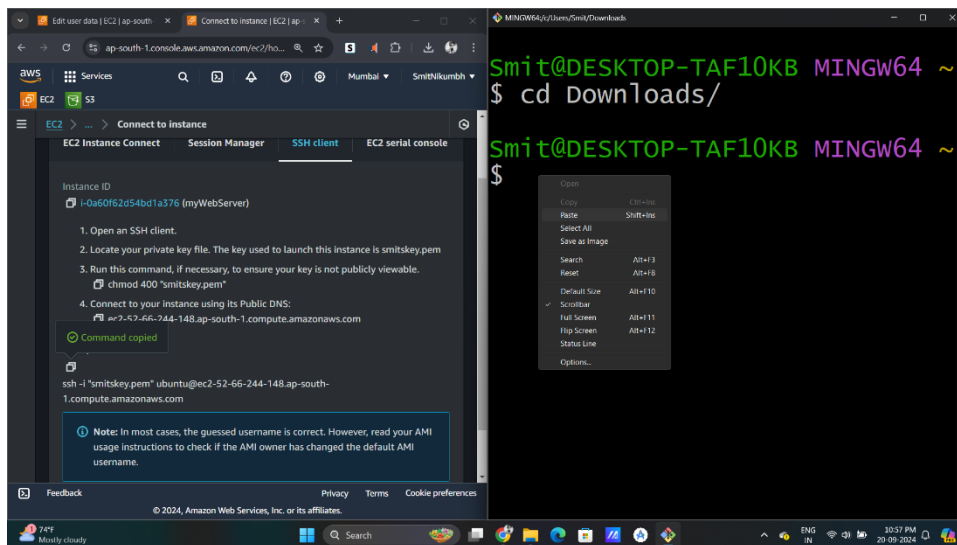 Edit user data | EC2 | ap-south-
Connect to instance | EC2 | ap-s
ap-south-1.console.aws.amazon.com/ec2/ho...
aws
Services
Mumbai
SmitNikumbh
EC2
S3
EC2 > ... > Connect to instance
EC2 Instance Connect
Session Manager
SSH client
EC2 serial console
Instance ID
i-0a60f62d54bd1a376 (myWebServer)
1. Open an SSH client.
2. Locate your private key file. The key used to launch this instance is smitskey.pem
3. Run this command, if necessary, to ensure your key is not publicly viewable.
chmod 400 "smitskey.pem"
4. Connect to your instance using its Public DNS:
ec2-52-66-244-148.ap-south-1.compute.amazonaws.com
Command copied
ssh -i "smitskey.pem" ubuntu@ec2-52-66-244-148.ap-south-
1.compute.amazonaws.com
Note: In most cases, the guessed username is correct. However, read your AMI
usage instructions to check if the AMI owner has changed the default AMI
username.
Feedback
Privacy
Terms
Cookie preferences
© 2024, Amazon Web Services, Inc. or its affiliates.
MINGW64:/c/Users/Smit/Downloads
Smit@DESKTOP-TAF10KB MINGW64 ~
$ cd Downloads/
Smit@DESKTOP-TAF10KB MINGW64 ~
$
Open
Copy Ctrl+Ins
Paste Shift+Ins
Select All
Save as Image
Search Alt+F3
Reset Alt+F8
Default Size Alt+F10
Scrollbar
Full Screen Alt+F11
Flip Screen Alt+F12
Status Line
Options...
74°F
Mostly cloudy
Search
ENG
IN
10:57 PM
20-09-2024